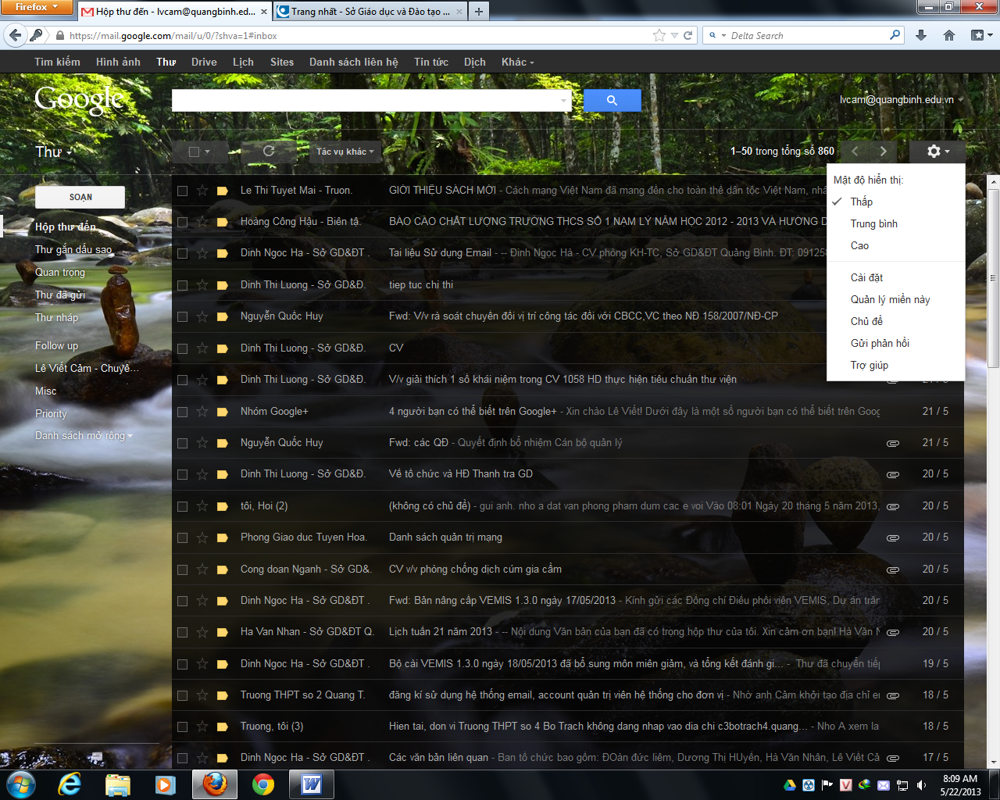 Firefox
Hộp thư đến - lvcam@quangbinh.ed...
Trang nhất - Sở Giáo dục và Đào tạo ...
https://mail.google.com/mail/u/0/?shva=1#inbox
Delta Search
Tìm kiếm Hình ảnh Thư Drive Lịch Sites Danh sách liên hệ Tin tức Dịch Khác
Google
lvcam@quangbinh.edu.vn
Thư
Tác vụ khác
1–50 trong tổng số 860
Mật độ hiển thị:
Thấp
Trung bình
Cao
Cài đặt
Quản lý miền này
Chủ đề
Gửi phản hồi
Trợ giúp
SOẠN
Hộp thư đến
Thư gắn dấu sao
Quan trọng
Thư đã gửi
Thư nháp
Follow up
Lê Viết Cảm - Chuyê...
Misc
Priority
Danh sách mở rộng
Le Thi Tuyet Mai - Truon. GIỚI THIỆU SÁCH MỚI - Cách mạng Việt Nam đã mang đến cho toàn thể dân tộc Việt Nam, nhâ
Hoàng Công Hậu - Biên tậ. BÁO CÁO CHẤT LƯỢNG TRƯỜNG THCS SỐ 1 NAM LÝ NĂM HỌC 2012 - 2013 VÀ HƯỚNG D
Dinh Ngoc Ha - Sở GD&ĐT . Tai liệu Sử dụng Email - -- Đinh Ngọc Hà - CV phòng KH-TC, Sở GD&ĐT Quảng Bình. ĐT: 091258
Dinh Thi Luong - Sở GD&Đ. tiep tuc chi thi
Nguyễn Quốc Huy Fwd: V/v rà soát chuyển đổi vị trí công tác đối với CBCC,VC theo NĐ 158/2007/NĐ-CP
Dinh Thi Luong - Sở GD&Đ. CV
Dinh Thi Luong - Sở GD&Đ. V/v giải thích 1 số khái niệm trong CV 1058 HD thực hiện tiêu chuẩn thư viện 21 / 5
Nhóm Google+ 4 người bạn có thể biết trên Google+ - Xin chào Lê Viết! Dưới đây là một số người bạn có thể biết trên Goog 21 / 5
Nguyễn Quốc Huy Fwd: các QĐ - Quyết định bổ nhiệm Cán bộ quản lý 21 / 5
Dinh Thi Luong - Sở GD&Đ. Về tổ chức và HĐ Thanh tra GD 20 / 5
tôi, Hoi (2) (không có chủ đề) - gui anh. nho a dat van phong pham dum cac e voi Vào 08:01 Ngày 20 tháng 5 năm 2013, 20 / 5
Phong Giao duc Tuyen Hoa. Danh sách quản trị mạng 20 / 5
Cong doan Nganh - Sở GD&. CV v/v phòng chống dịch cúm gia cầm 20 / 5
Dinh Ngoc Ha - Sở GD&ĐT . Fwd: Bản nâng cấp VEMIS 1.3.0 ngày 17/05/2013 - Kính gửi các Đồng chí Điều phối viên VEMIS, Dự án trân 20 / 5
Ha Van Nhan - Sở GD&ĐT Q. Lịch tuần 21 năm 2013 - -- Nội dung Văn bản của bạn đã có trong hộp thư của tôi. Xin cảm ơn bạn! Hà Văn N 20 / 5
Dinh Ngoc Ha - Sở GD&ĐT . Bộ cài VEMIS 1.3.0 ngày 18/05/2013 đã bổ sung môn miên giảm, và tổng kết đánh gi... - Thư đã chuyển tiếp 19 / 5
Truong THPT so 2 Quang T. đăng kí sử dụng hệ thống email, account quản trị viên hệ thống cho đơn vị - Nhờ anh Cảm khởi tạo địa chỉ em 18 / 5
Truong, tôi (3) Hien tai, don vi Truong THPT so 4 Bo Trach không dang nhap vao dia chi c3botrach4.quang... - Nho A xem la 18 / 5
Dinh Ngoc Ha - Sở GD&ĐT . Các văn bản liên quan - Ban tổ chức bao gồm: ĐOàn đức liêm, Dương Thị HUyền, Hà Văn Nhân, Lê Viết Cả 17 / 5
8:09 AM
5/22/2013